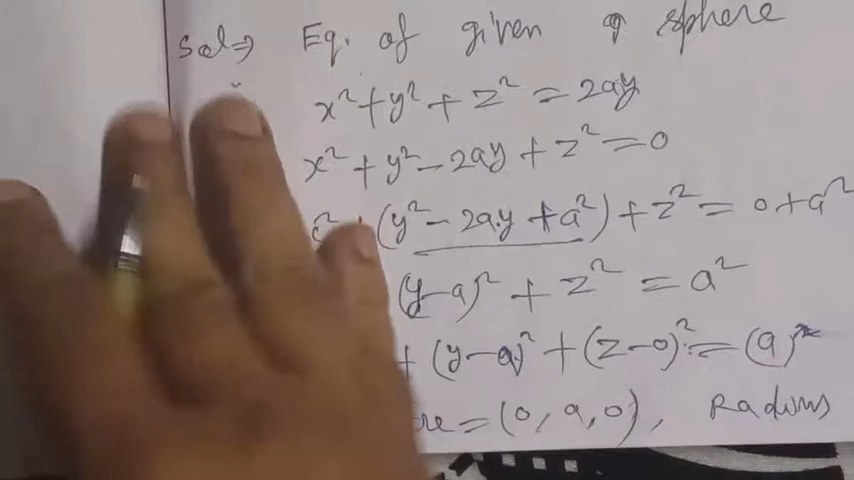 Sol⇒ Eq. of given sphere
x² + y² + z² = 2ay
x² + y² - 2ay + z² = 0
(y² - 2ay + a²) + z² = 0 + a²
(y-a)² + z² = a²
+ (y-a)² + (z-0)² = (a)²
re = (0, a, 0), Radius